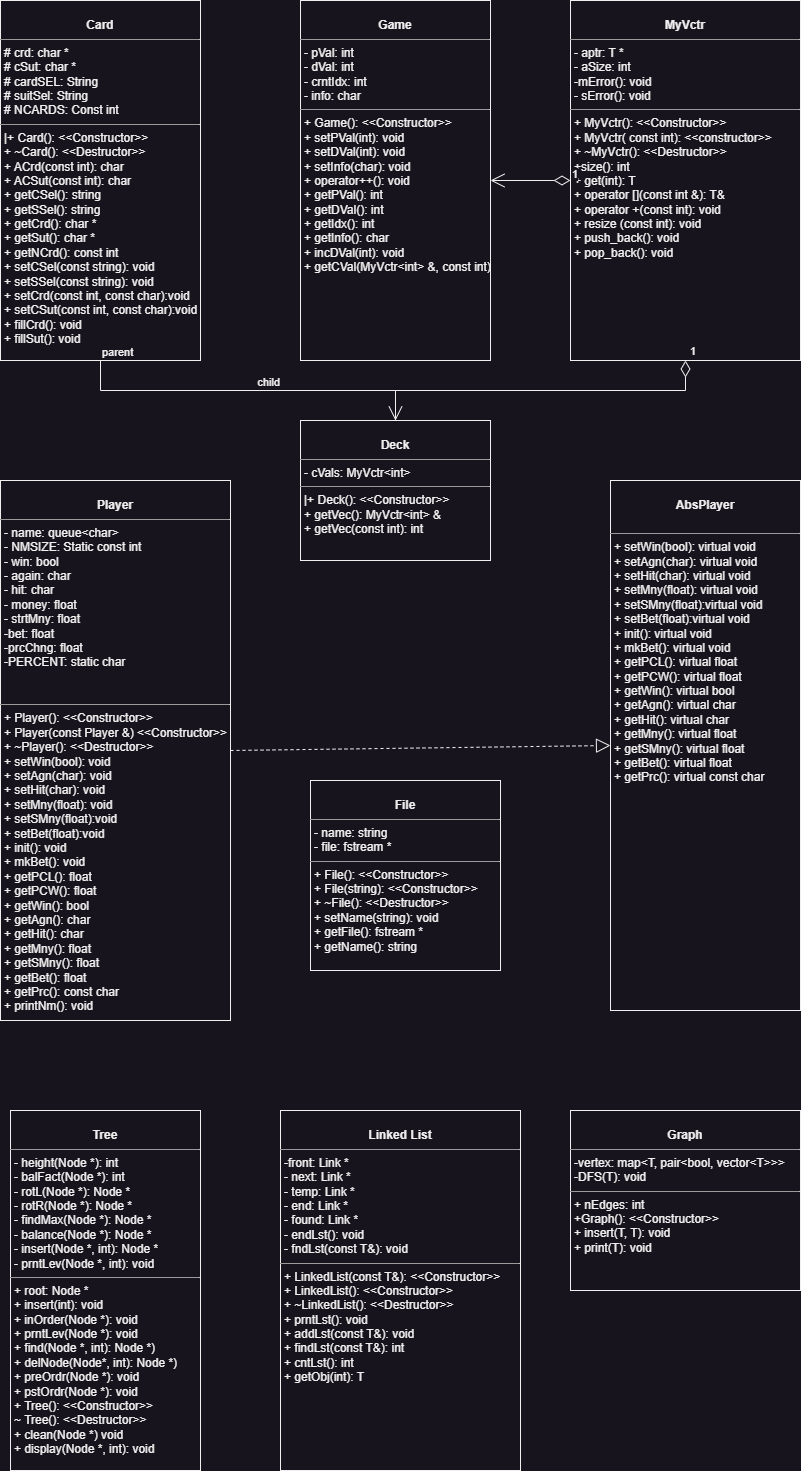 Card
# crd: char *
# cSut: char *
# cardSEL: String
# suitSel: String
# NCARDS: Const int
|+ Card(): <<Constructor>>
+ ~Card(): <<Destructor>>
+ ACrd(const int): char
+ ACSut(const int): char
+ getCSel(): string
+ getSSel(): string
+ getCrd(): char *
+ getSut(): char *
+ getNCrd(): const int
+ setCSel(const string): void
+ setSSel(const string): void
+ setCrd(const int, const char):void
+ setCSut(const int, const char):void
+ fillCrd(): void
+ fillSut(): void
parent
Game
- pVal: int
- dVal: int
- crntIdx: int
- info: char
+ Game(): <<Constructor>>
+ setPVal(int): void
+ setDVal(int): void
+ setInfo(char): void
+ operator++(): void
+ getPVal(): int
+ getDVal(): int
+ getIdx(): int
+ getInfo(): char
+ incDVal(int): void
+ getCVal(MyVctr<int> &, const int)
MyVctr
- aptr: T *
- aSize: int
-mError(): void
- sError(): void
+ MyVctr(): <<Constructor>>
+ MyVctr( const int): <<constructor>>
+ ~MyVctr(): <<Destructor>>
+size(): int
1
- get(int): T
+ operator [](const int &): T&
+ operator +(const int): void
+ resize (const int): void
+ push_back(): void
+ pop_back(): void
1
child
Deck
- cVals: MyVctr<int>
|+ Deck(): <<Constructor>>
+ getVec(): MyVctr<int> &
+ getVec(const int): int
Player
- name: queue<char>
- NMSIZE: Static const int
- win: bool
- again: char
- hit: char
- money: float
- strtMny: float
-bet: float
-prcChng: float
-PERCENT: static char
+ Player(): <<Constructor>>
+ Player(const Player &) <<Constructor>>
+ ~Player(): <<Destructor>>
+ setWin(bool): void
+ setAgn(char): void
+ setHit(char): void
+ setMny(float): void
+ setSMny(float):void
+ setBet(float):void
+ init(): void
+ mkBet(): void
+ getPCL(): float
+ getPCW(): float
+ getWin(): bool
+ getAgn(): char
+ getHit(): char
+ getMny(): float
+ getSMny(): float
+ getBet(): float
+ getPrc(): const char
+ printNm(): void
AbsPlayer
+ setWin(bool): virtual void
+ setAgn(char): virtual void
+ setHit(char): virtual void
+ setMny(float): virtual void
+ setSMny(float):virtual void
+ setBet(float):virtual void
+ init(): virtual void
+ mkBet(): virtual void
+ getPCL(): virtual float
+ getPCW(): virtual float
+ getWin(): virtual bool
+ getAgn(): virtual char
+ getHit(): virtual char
+ getMny(): virtual float
+ getSMny(): virtual float
+ getBet(): virtual float
+ getPrc(): virtual const char
File
- name: string
- file: fstream *
+ File(): <<Constructor>>
+ File(string): <<Constructor>>
+ ~File(): <<Destructor>>
+ setName(string): void
+ getFile(): fstream *
+ getName(): string
Tree
- height(Node *): int
- balFact(Node *): int
- rotL(Node *): Node *
- rotR(Node *): Node *
- findMax(Node *): Node *
- balance(Node *): Node *
- insert(Node *, int): Node *
- prntLev(Node *, int): void
+ root: Node *
+ insert(int): void
+ inOrder(Node *): void
+ prntLev(Node *): void
+ find(Node *, int): Node *)
+ delNode(Node*, int): Node *)
+ preOrdr(Node *): void
+ pstOrdr(Node *): void
+ Tree(): <<Constructor>>
~ Tree(): <<Destructor>>
+ clean(Node *) void
+ display(Node *, int): void
Linked List
-front: Link *
- next: Link *
- temp: Link *
- end: Link *
- found: Link *
- endLst(): void
- fndLst(const T&): void
+ LinkedList(const T&): <<Constructor>>
+ LinkedList(): <<Constructor>>
+ ~LinkedList(): <<Destructor>>
+ prntLst(): void
+ addLst(const T&): void
+ findLst(const T&): int
+ cntLst(): int
+ getObj(int): T
Graph
-vertex: map<T, pair<bool, vector<T>>>
-DFS(T): void
+ nEdges: int
+Graph(): <<Constructor>>
+ insert(T, T): void
+ print(T): void